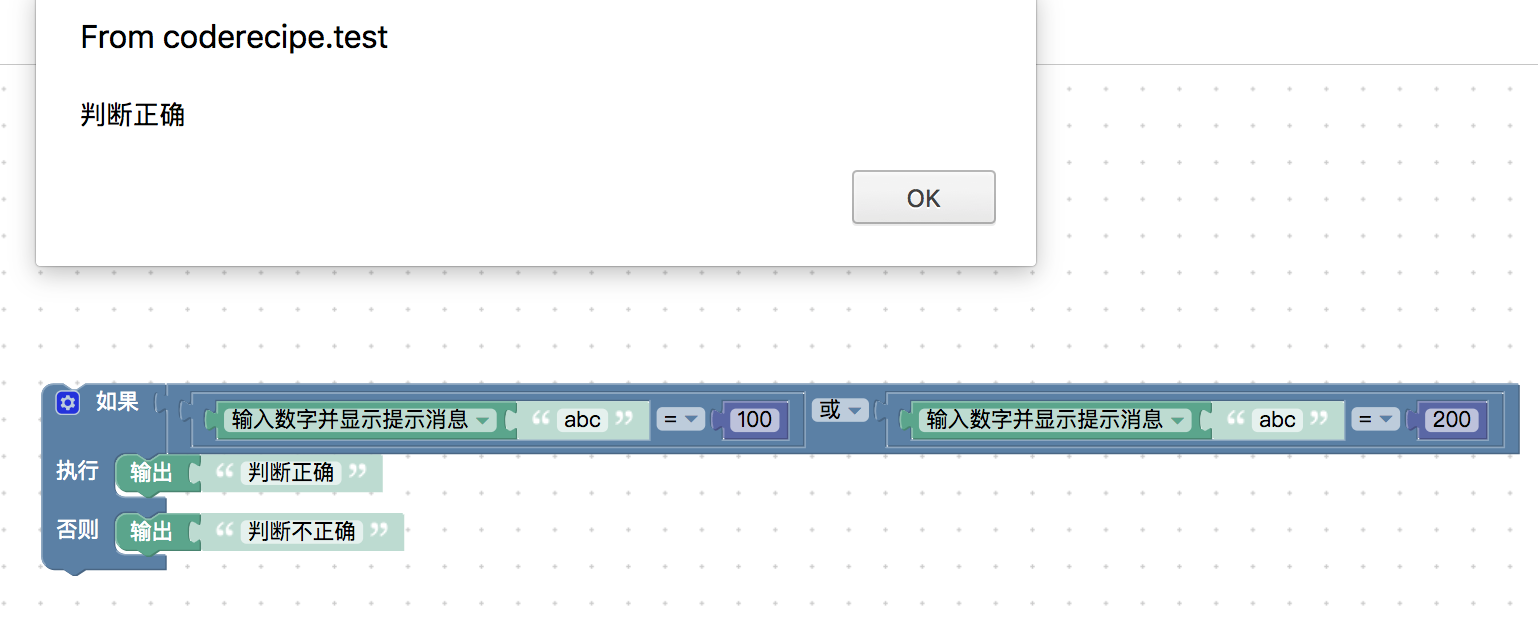 From coderecipe.test
判断正确
OK
如果 输入数字并显示提示消息 “ abc ” = 100 或 输入数字并显示提示消息 “ abc ” = 200
执行 输出 “ 判断正确 ”
否则 输出 “ 判断不正确 ”